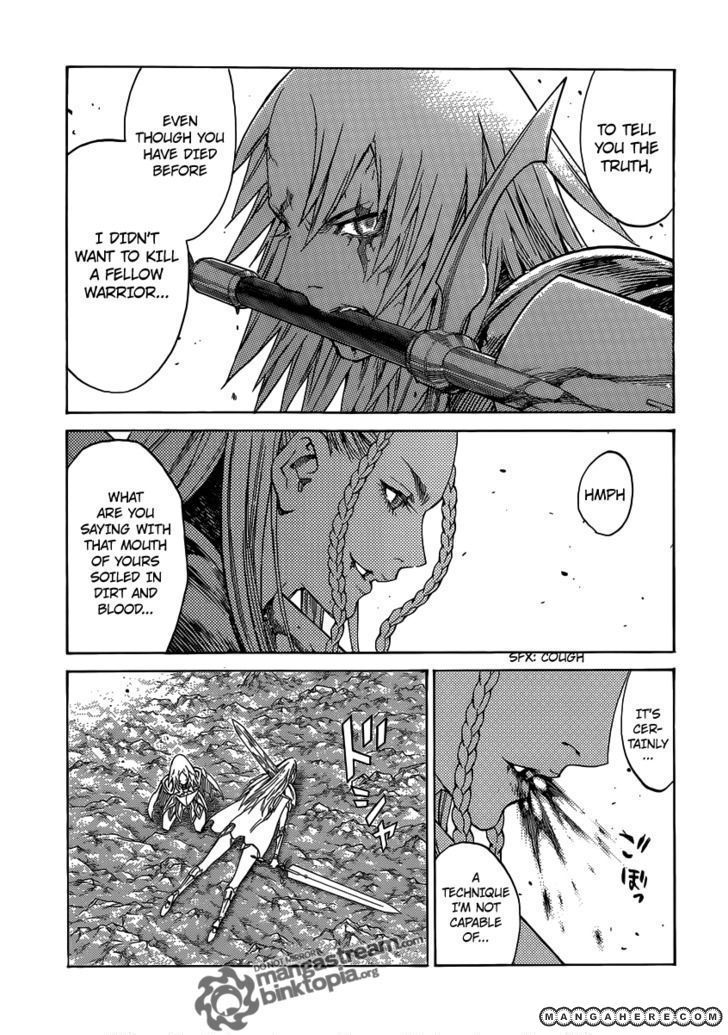 TO TELL
YOU THE
TRUTH,
EVEN
THOUGH YOU
HAVE DIED
BEFORE
I DIDN'T
WANT TO KILL
A FELLOW
WARRIOR...
HMPH
WHAT
ARE YOU
SAYING WITH
THAT MOUTH
OF YOURS
SOILED IN
DIRT AND
BLOOD...
SFX: COUGH
IT'S
CER-
TAINLY
...
ごぼっ
A
TECHNIQUE
I'M NOT
CAPABLE
OF...
ドッ
mangastream.com
binktopia.org
MANGAHERE.COM